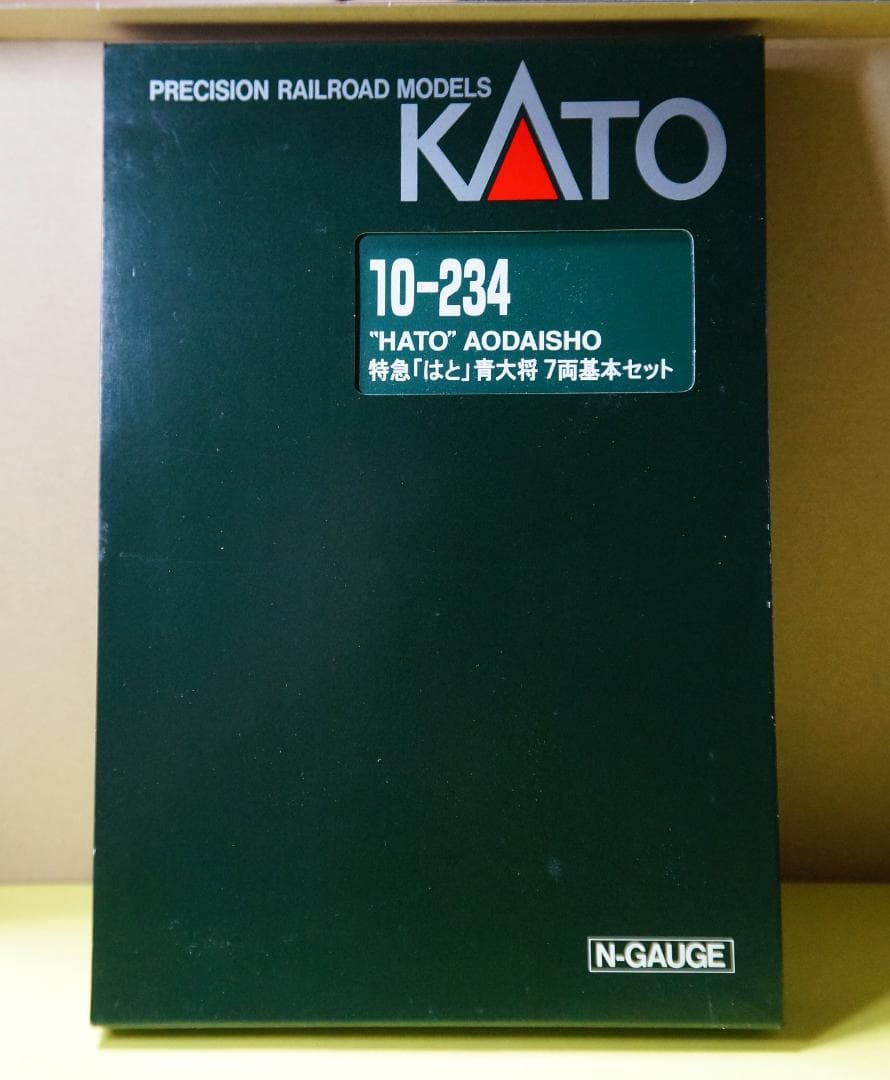 PRECISION RAILROAD MODELS
KATO
10-234
"HATO" AODAISHO
特急「はと」青大将 7両基本セット
N-GAUGE